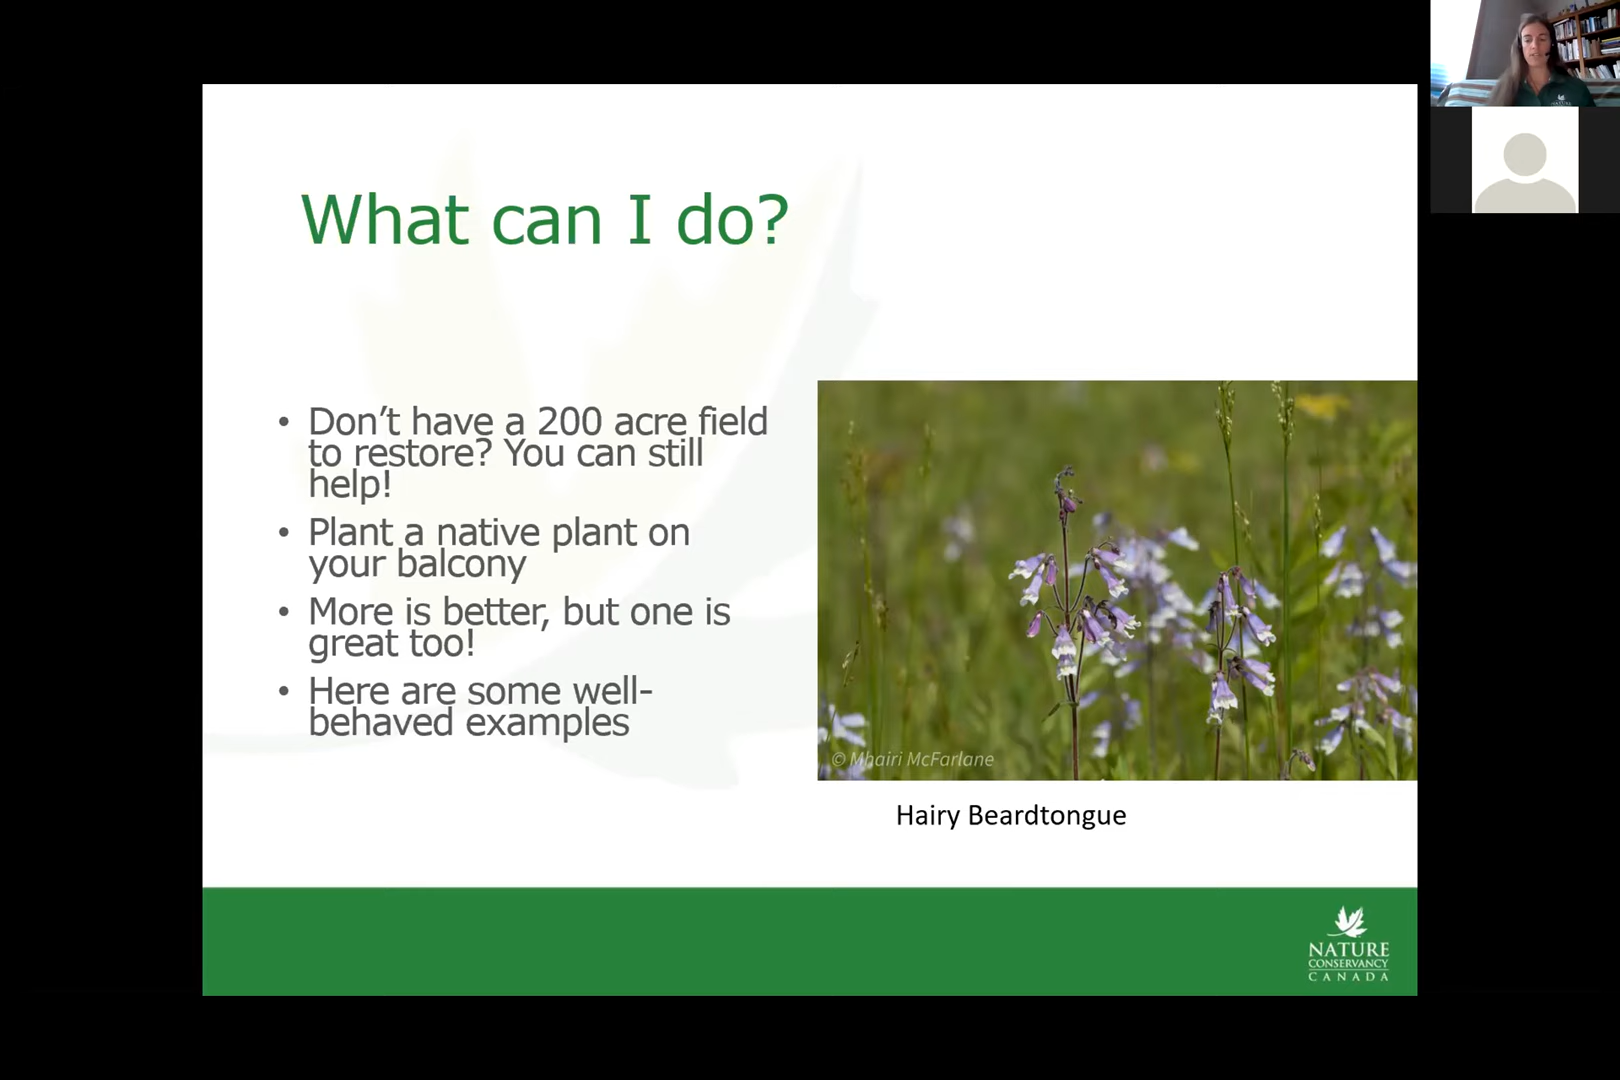 What can I do?
• Don’t have a 200 acre field
to restore? You can still
help!
• Plant a native plant on
your balcony
• More is better, but one is
great too!
• Here are some well-
behaved examples
© Mhairi McFarlane
Hairy Beardtongue
NATURE
CONSERVANCY
CANADA
NATURE